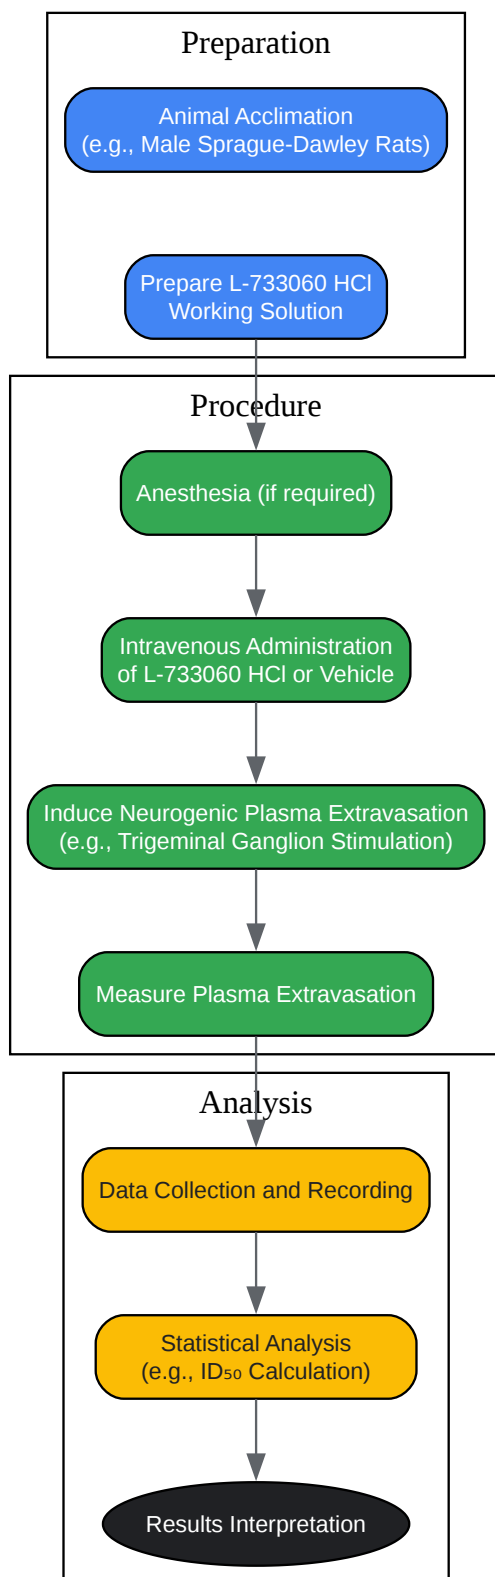 Preparation
Animal Acclimation
(e.g., Male Sprague-Dawley Rats)
Prepare L-733060 HCl
Working Solution
Procedure
Anesthesia (if required)
Intravenous Administration
of L-733060 HCl or Vehicle
Induce Neurogenic Plasma Extravasation
(e.g., Trigeminal Ganglion Stimulation)
Measure Plasma Extravasation
Analysis
Data Collection and Recording
Statistical Analysis
(e.g., ID₅₀ Calculation)
Results Interpretation